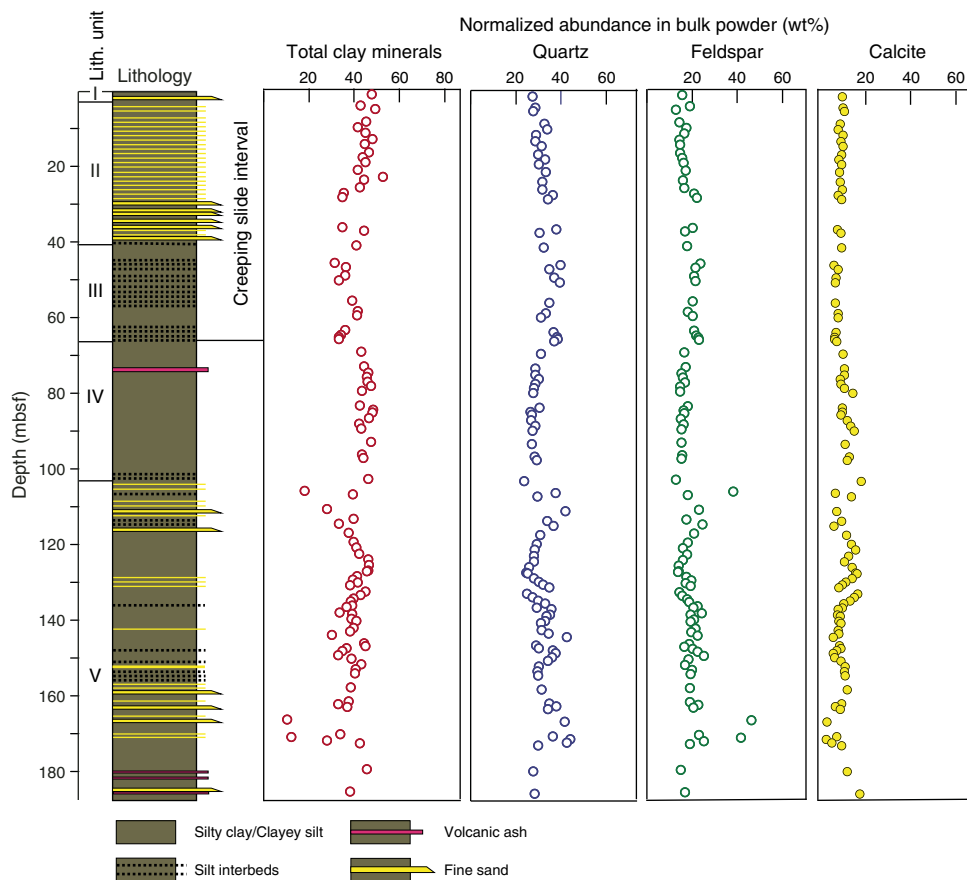 Normalized abundance in bulk powder (wt%)
Lith. unit
Lithology
Total clay minerals
Quartz
Feldspar
Calcite
20 40 60 80
20 40 60
20 40 60
20 40 60
I
II
III
IV
V
Creeping slide interval
Depth (mbsf)
20
40
60
80
100
120
140
160
180
Silty clay/Clayey silt
Volcanic ash
Silt interbeds
Fine sand